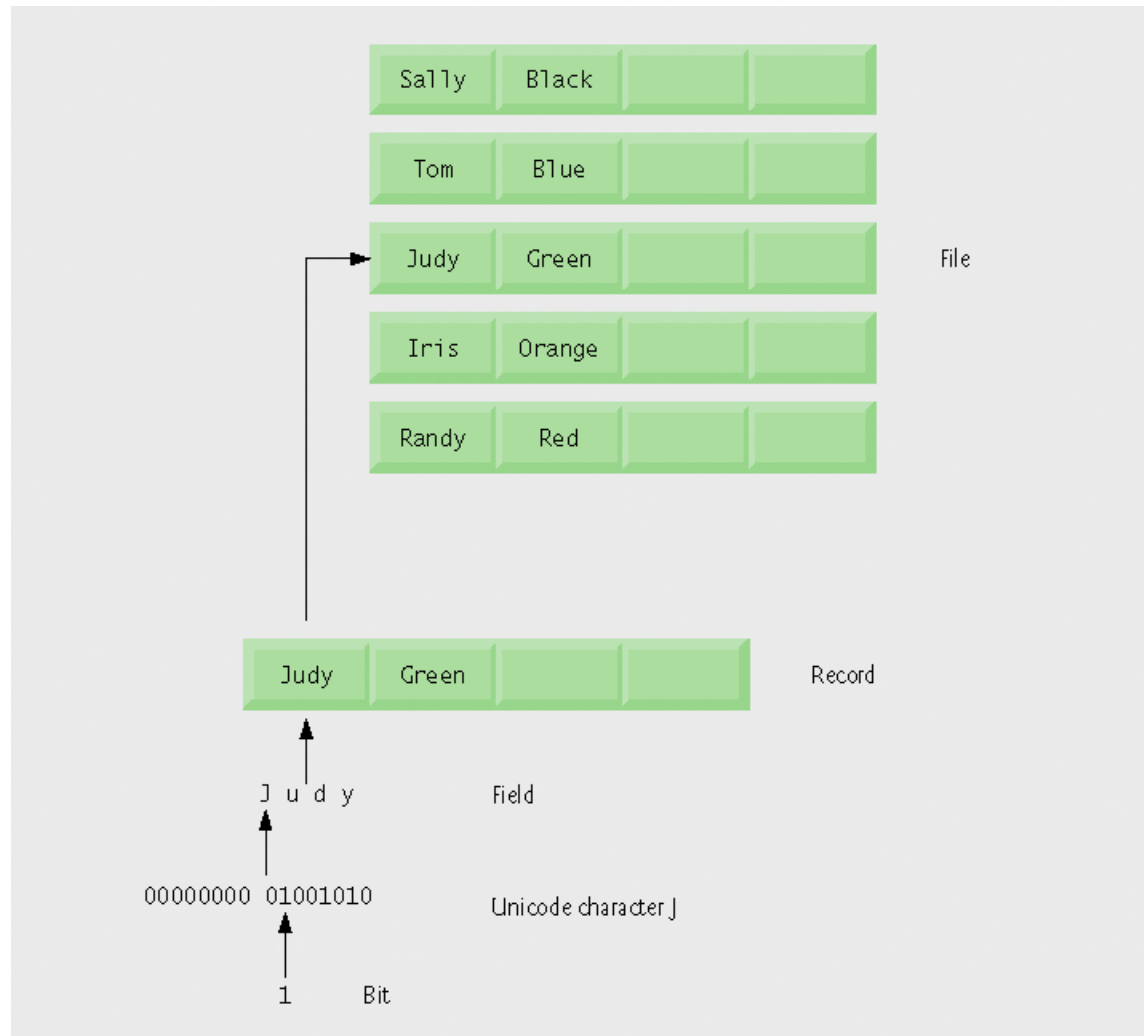 Sally Black
Tom Blue
Judy Green File
Iris Orange
Randy Red
Judy Green Record
J u d y Field
00000000 01001010 Unicode character J
1 Bit